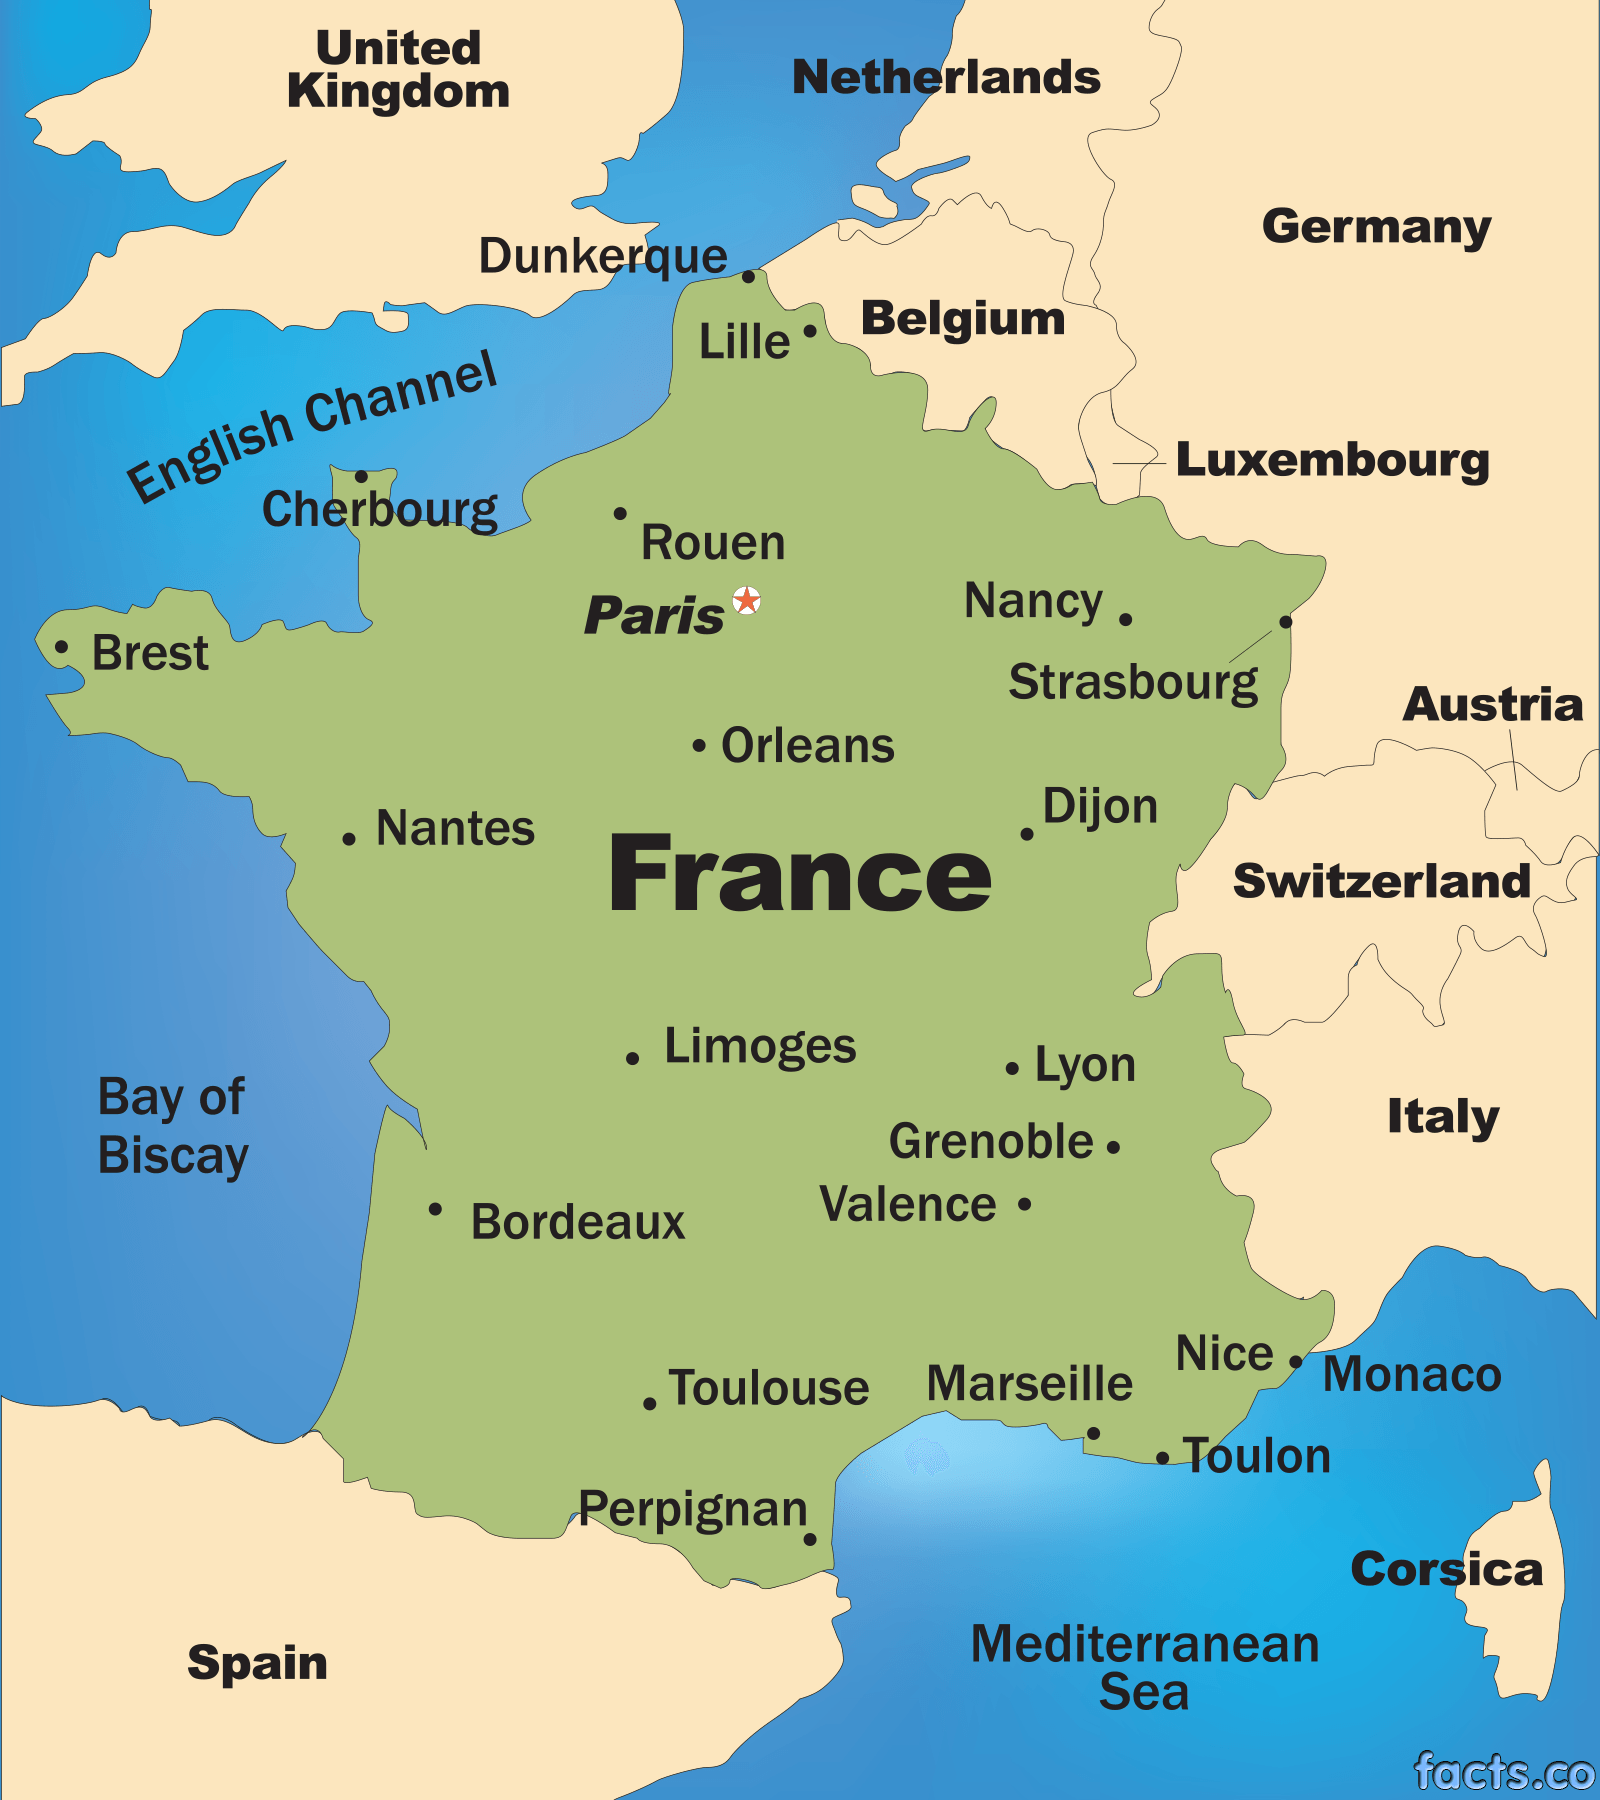 United
Kingdom
Netherlands
Germany
Dunkerque
Belgium
Lille
English Channel
Luxembourg
Cherbourg
Rouen
Paris
Nancy
Brest
Strasbourg
Austria
Orleans
Dijon
Nantes
France
Switzerland
Limoges
Lyon
Bay of
Biscay
Italy
Grenoble
Valence
Bordeaux
Nice
Monaco
Toulouse
Marseille
Toulon
Perpignan
Corsica
Mediterranean
Sea
Spain
facts.co